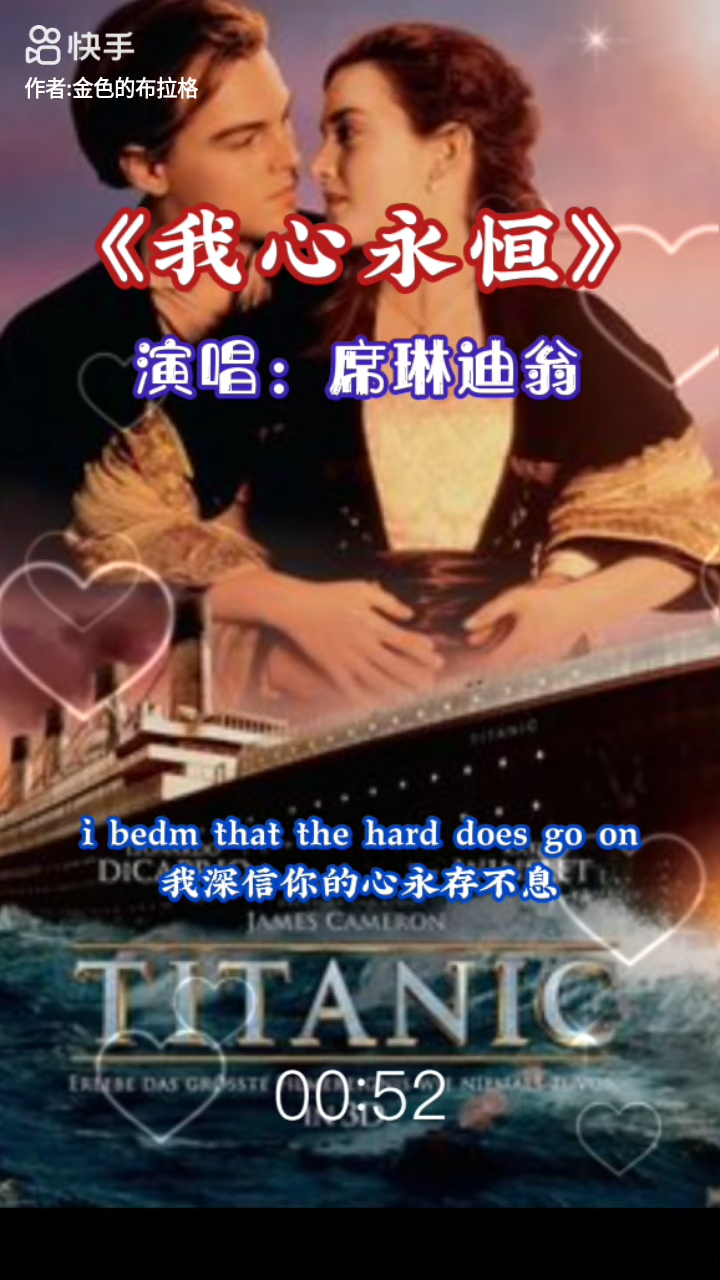 快手
作者:金色的布拉格
《我心永恒》
演唱：席琳迪翁
TITANIC
i bedm that the hard does go on
我深信你的心永存不息
JAMES CAMERON
TITANIC
00:52